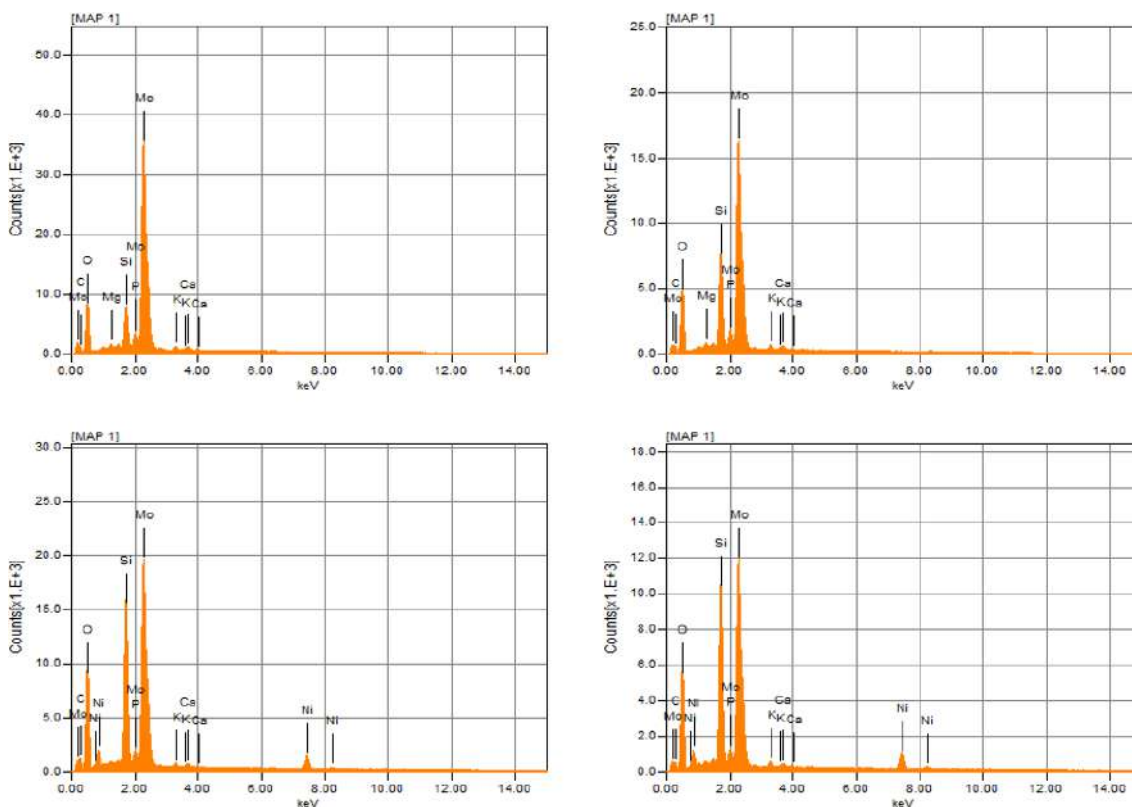 [MAP 1]
50.0
40.0
30.0
20.0
10.0
0.0
Counts[x1.E+3]
Mo
C
O
Mg
Si
Mo
P
Mo
K
Ca
K
Ca
0.00 2.00 4.00 6.00 8.00 10.00 12.00 14.00
keV
[MAP 1]
25.0
20.0
15.0
10.0
5.0
0.0
Counts[x1.E+3]
Mo
C
O
Mg
Si
Mo
P
Mo
K
Ca
K
Ca
0.00 2.00 4.00 6.00 8.00 10.00 12.00 14.00
keV
[MAP 1]
30.0
25.0
20.0
15.0
10.0
5.0
0.0
Counts[x1.E+3]
Mo
C
O
Ni
Ni
Si
Mo
P
Mo
K
Ca
K
Ca
Ni
Ni
0.00 2.00 4.00 6.00 8.00 10.00 12.00 14.00
keV
[MAP 1]
18.0
16.0
14.0
12.0
10.0
8.0
6.0
4.0
2.0
0.0
Counts[x1.E+3]
Mo
C
O
Ni
Ni
Si
Mo
P
Mo
K
Ca
K
Ca
Ni
Ni
0.00 2.00 4.00 6.00 8.00 10.00 12.00 14.00
keV